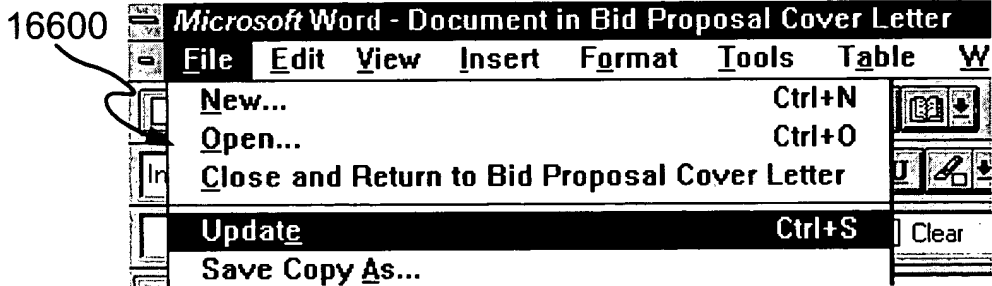 16600
Microsoft Word - Document in Bid Proposal Cover Letter
File Edit View Insert Format Tools Table W
New... Ctrl+N
Open... Ctrl+O
In
Close and Return to Bid Proposal Cover Letter U
Update Ctrl+S Clear
Save Copy As...